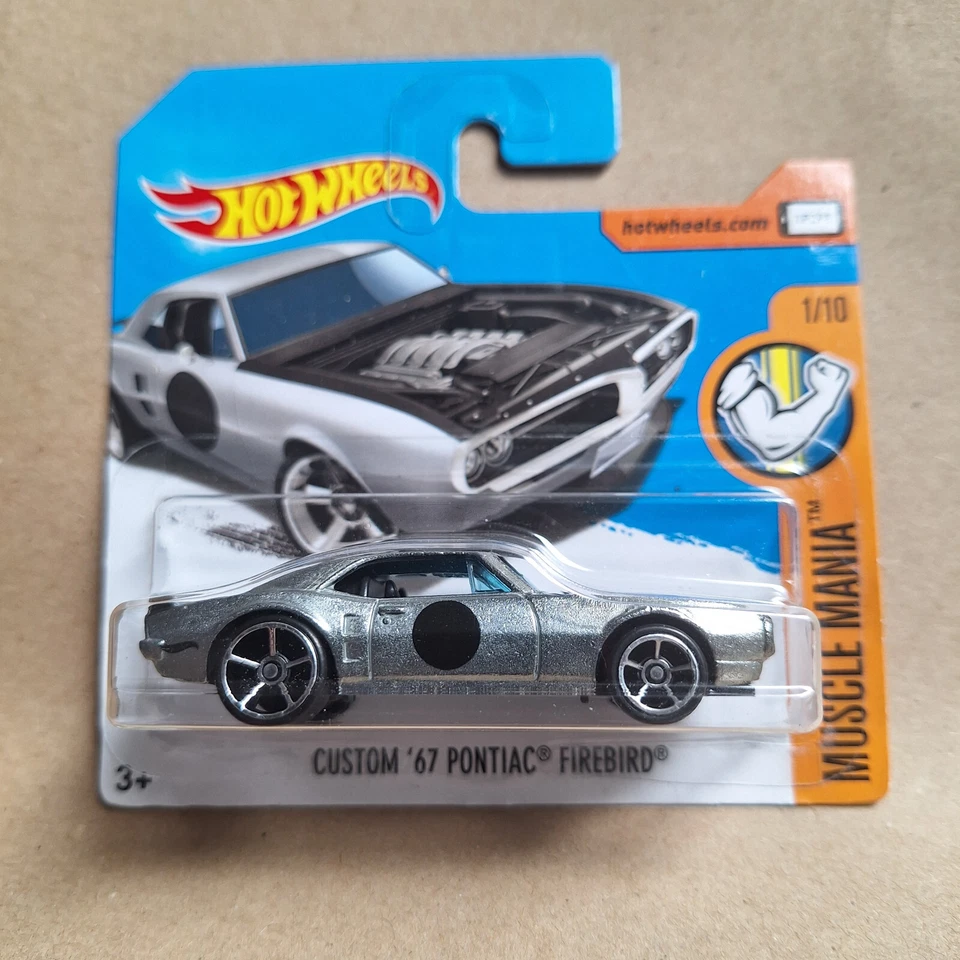 HOT WHEELS
hotwheels.com
1/10
MUSCLE MANIA™
CUSTOM '67 PONTIAC® FIREBIRD®
3+